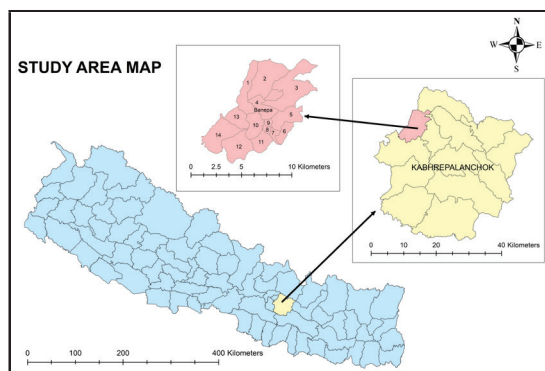 STUDY AREA MAP
N
W E
S
1
2
3
4
Banepa
5
13
10
9
8
7
6
14
12
11
0 2.5 5 10 Kilometers
KABHREPALANCHOK
0 10 20 40 Kilometers
0 100 200 400 Kilometers